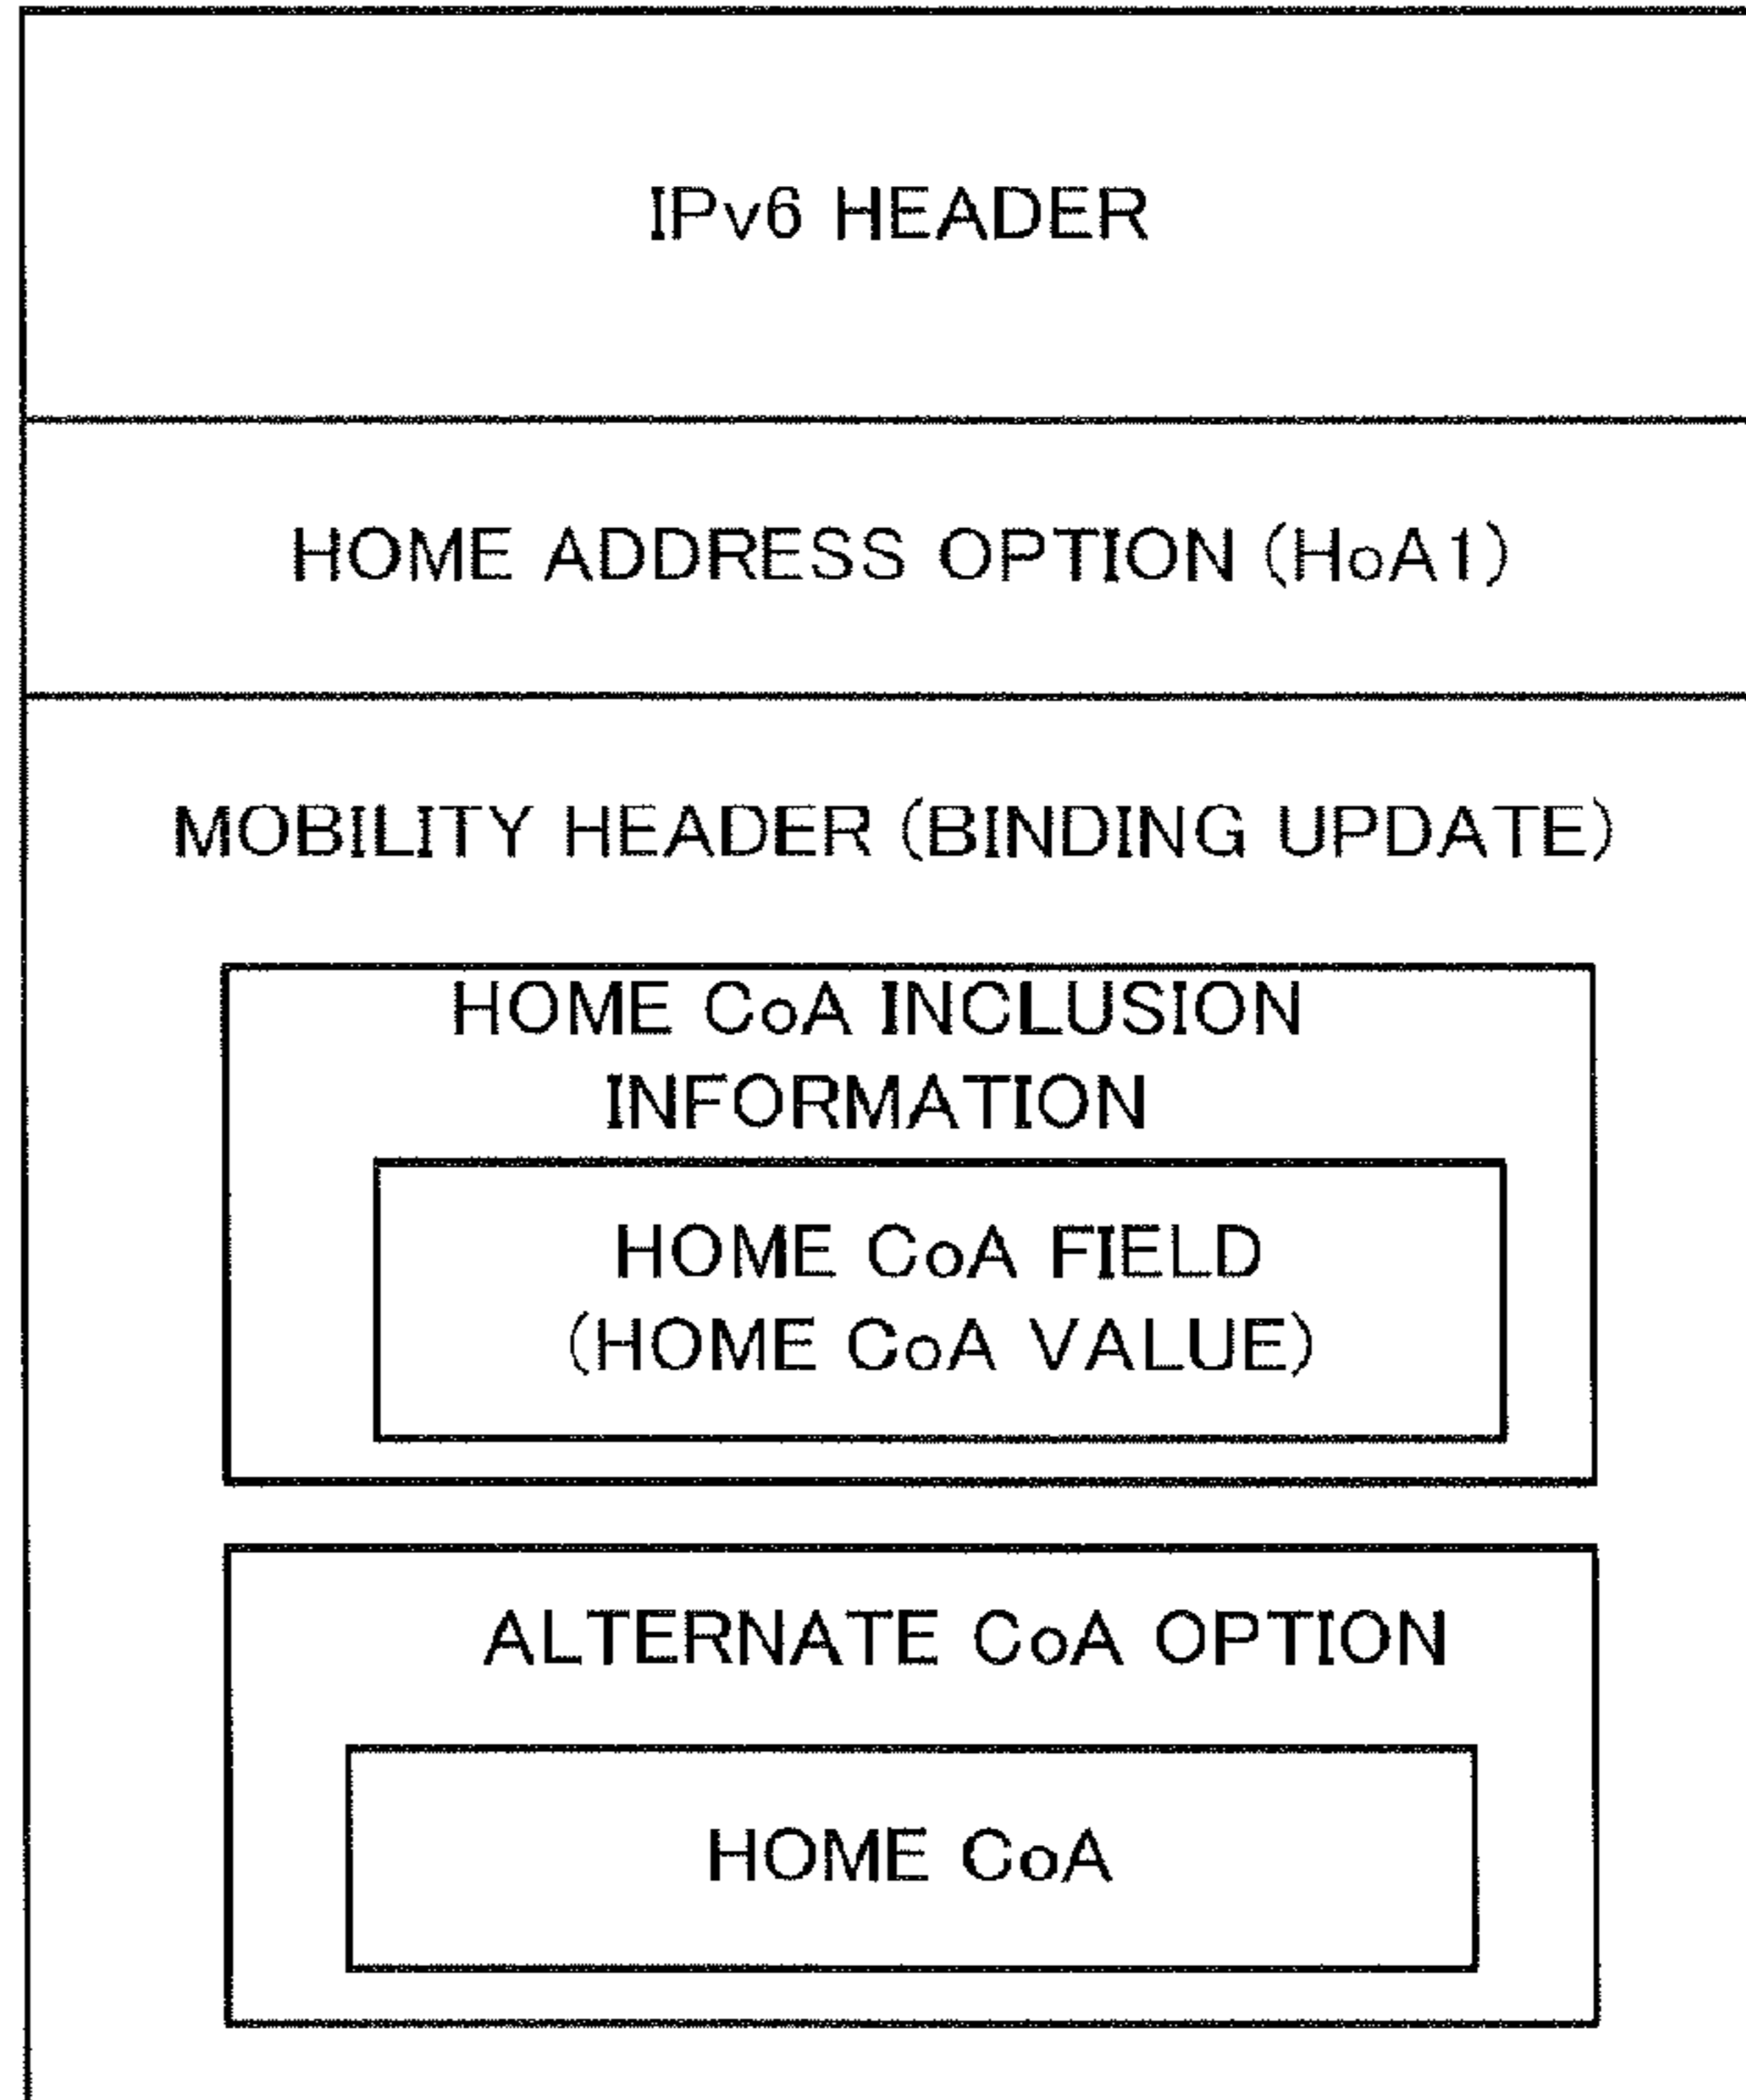 IPv6 HEADER
HOME ADDRESS OPTION (HoA1)
MOBILITY HEADER (BINDING UPDATE)
HOME CoA INCLUSION
INFORMATION
HOME CoA FIELD
(HOME CoA VALUE)
ALTERNATE CoA OPTION
HOME CoA